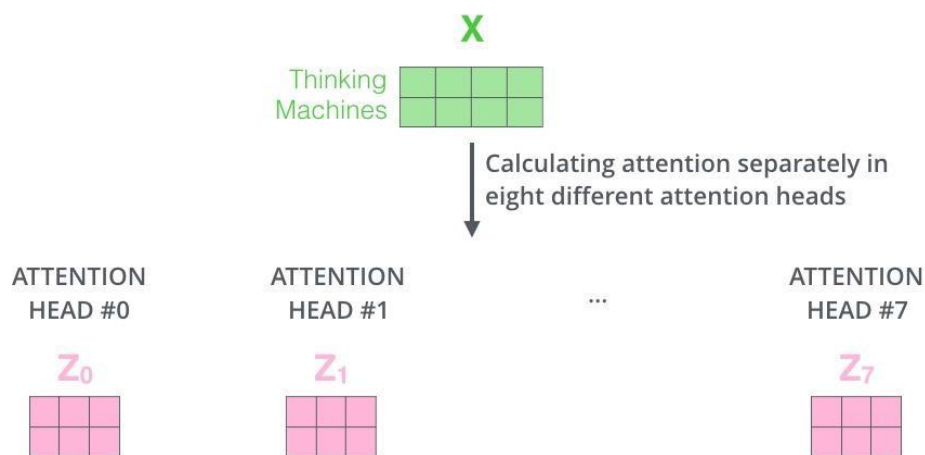 X
Thinking
Machines
Calculating attention separately in
eight different attention heads
ATTENTION
HEAD #0
ATTENTION
HEAD #1
...
ATTENTION
HEAD #7
Z0
Z1
Z7